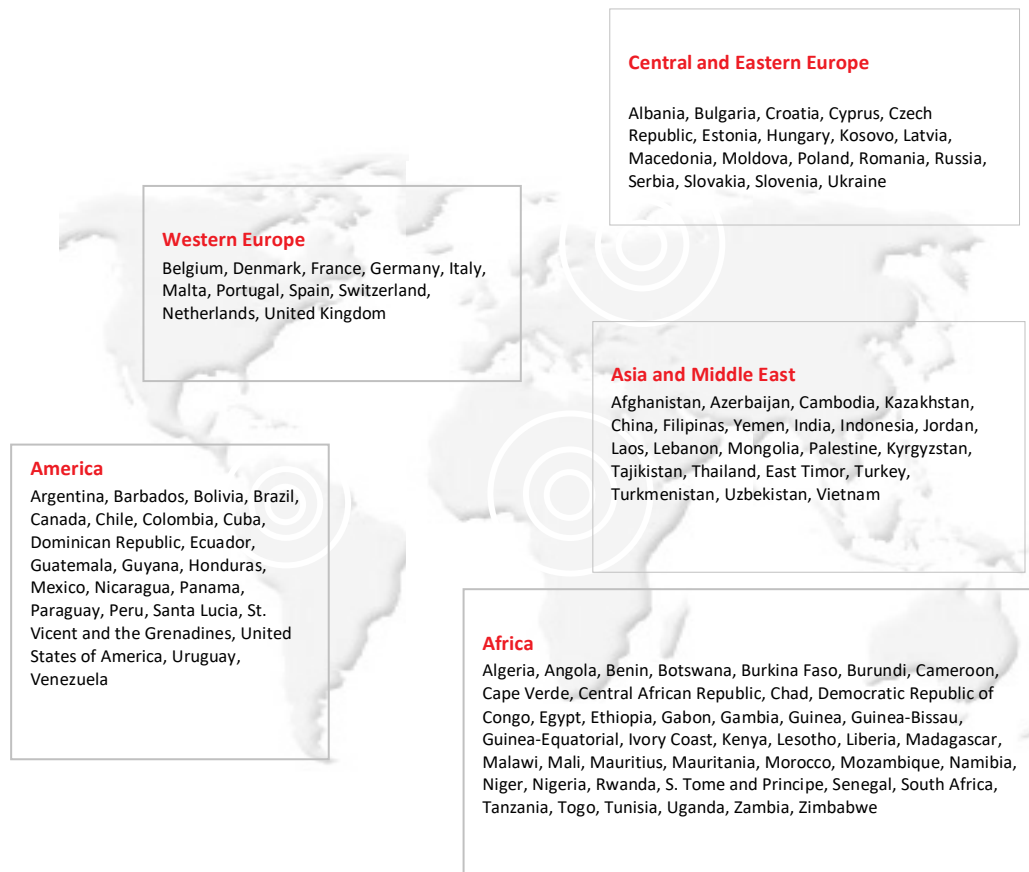 Central and Eastern Europe
Albania, Bulgaria, Croatia, Cyprus, Czech
Republic, Estonia, Hungary, Kosovo, Latvia,
Macedonia, Moldova, Poland, Romania, Russia,
Serbia, Slovakia, Slovenia, Ukraine
Western Europe
Belgium, Denmark, France, Germany, Italy,
Malta, Portugal, Spain, Switzerland,
Netherlands, United Kingdom
Asia and Middle East
Afghanistan, Azerbaijan, Cambodia, Kazakhstan,
China, Filipinas, Yemen, India, Indonesia, Jordan,
Laos, Lebanon, Mongolia, Palestine, Kyrgyzstan,
Tajikistan, Thailand, East Timor, Turkey,
Turkmenistan, Uzbekistan, Vietnam
America
Argentina, Barbados, Bolivia, Brazil,
Canada, Chile, Colombia, Cuba,
Dominican Republic, Ecuador,
Guatemala, Guyana, Honduras,
Mexico, Nicaragua, Panama,
Paraguay, Peru, Santa Lucia, St.
Vicent and the Grenadines, United
States of America, Uruguay,
Venezuela
Africa
Algeria, Angola, Benin, Botswana, Burkina Faso, Burundi, Cameroon,
Cape Verde, Central African Republic, Chad, Democratic Republic of
Congo, Egypt, Ethiopia, Gabon, Gambia, Guinea, Guinea-Bissau,
Guinea-Equatorial, Ivory Coast, Kenya, Lesotho, Liberia, Madagascar,
Malawi, Mali, Mauritius, Mauritania, Morocco, Mozambique, Namibia,
Niger, Nigeria, Rwanda, S. Tome and Principe, Senegal, South Africa,
Tanzania, Togo, Tunisia, Uganda, Zambia, Zimbabwe